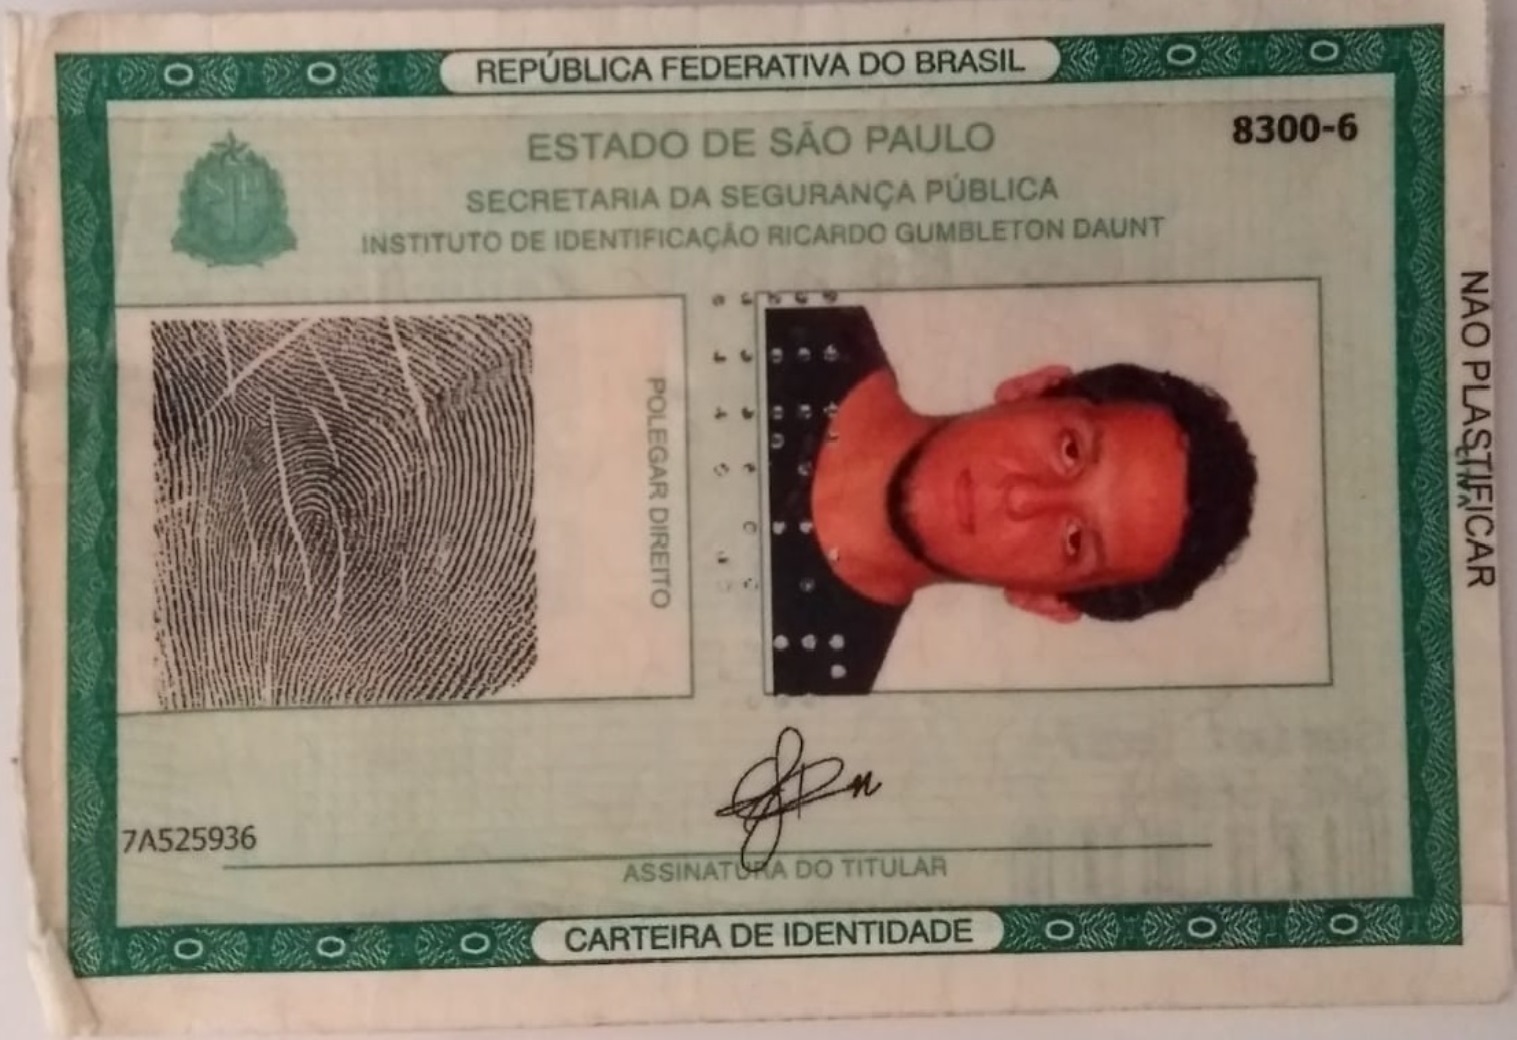 REPÚBLICA FEDERATIVA DO BRASIL
8300-6
ESTADO DE SÃO PAULO
SECRETARIA DA SEGURANÇA PÚBLICA
INSTITUTO DE IDENTIFICAÇÃO RICARDO GUMBLETON DAUNT
POLEGAR DIREITO
7A525936
ASSINATURA DO TITULAR
CARTEIRA DE IDENTIDADE
NÃO PLASTIFICAR